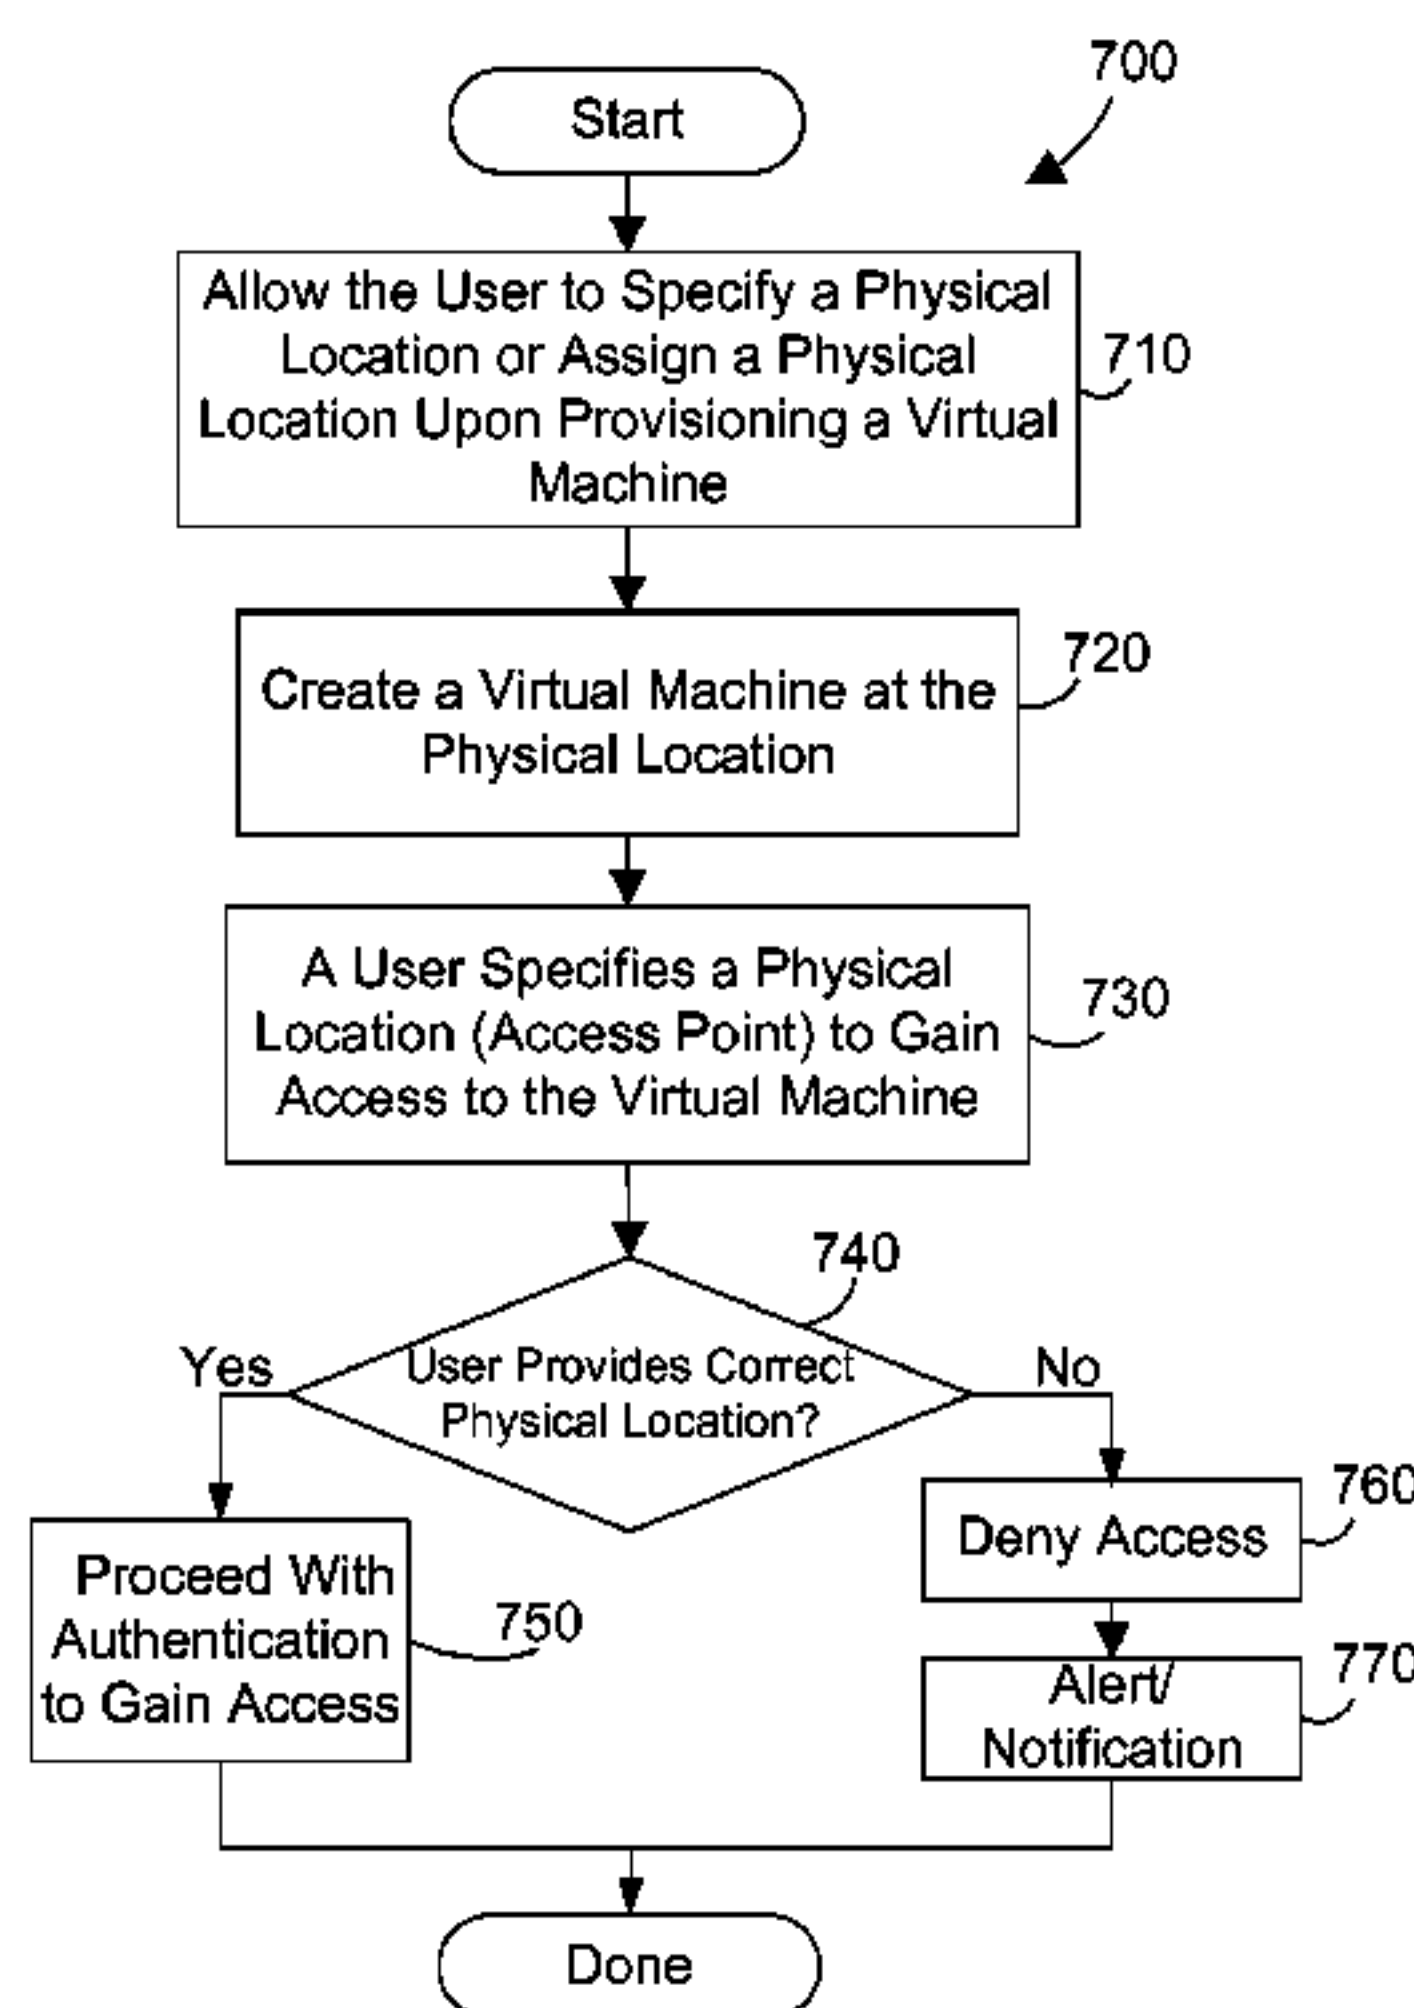 700
Start
Allow the User to Specify a Physical
Location or Assign a Physical
Location Upon Provisioning a Virtual
Machine
710
Create a Virtual Machine at the
Physical Location
720
A User Specifies a Physical
Location (Access Point) to Gain
Access to the Virtual Machine
730
740
User Provides Correct
Physical Location?
Yes
No
Proceed With
Authentication
to Gain Access
750
Deny Access
760
Alert/
Notification
770
Done